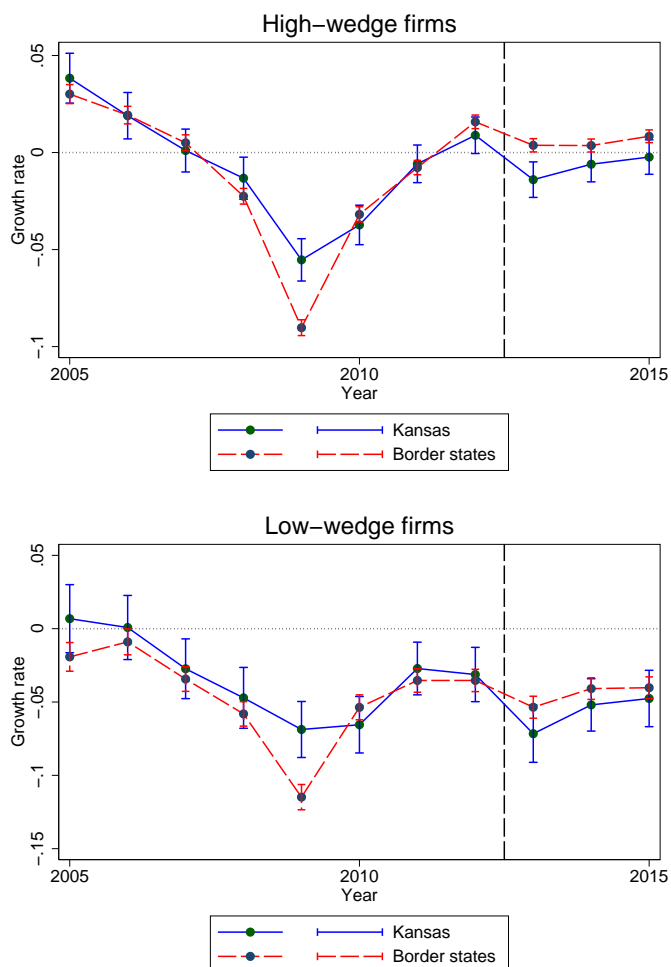 High−wedge firms
.05
0
−.05
−.1
Growth rate
2005
2010
2015
Year
Kansas
Border states
Low−wedge firms
.05
0
−.05
−.1
−.15
Growth rate
2005
2010
2015
Year
Kansas
Border states